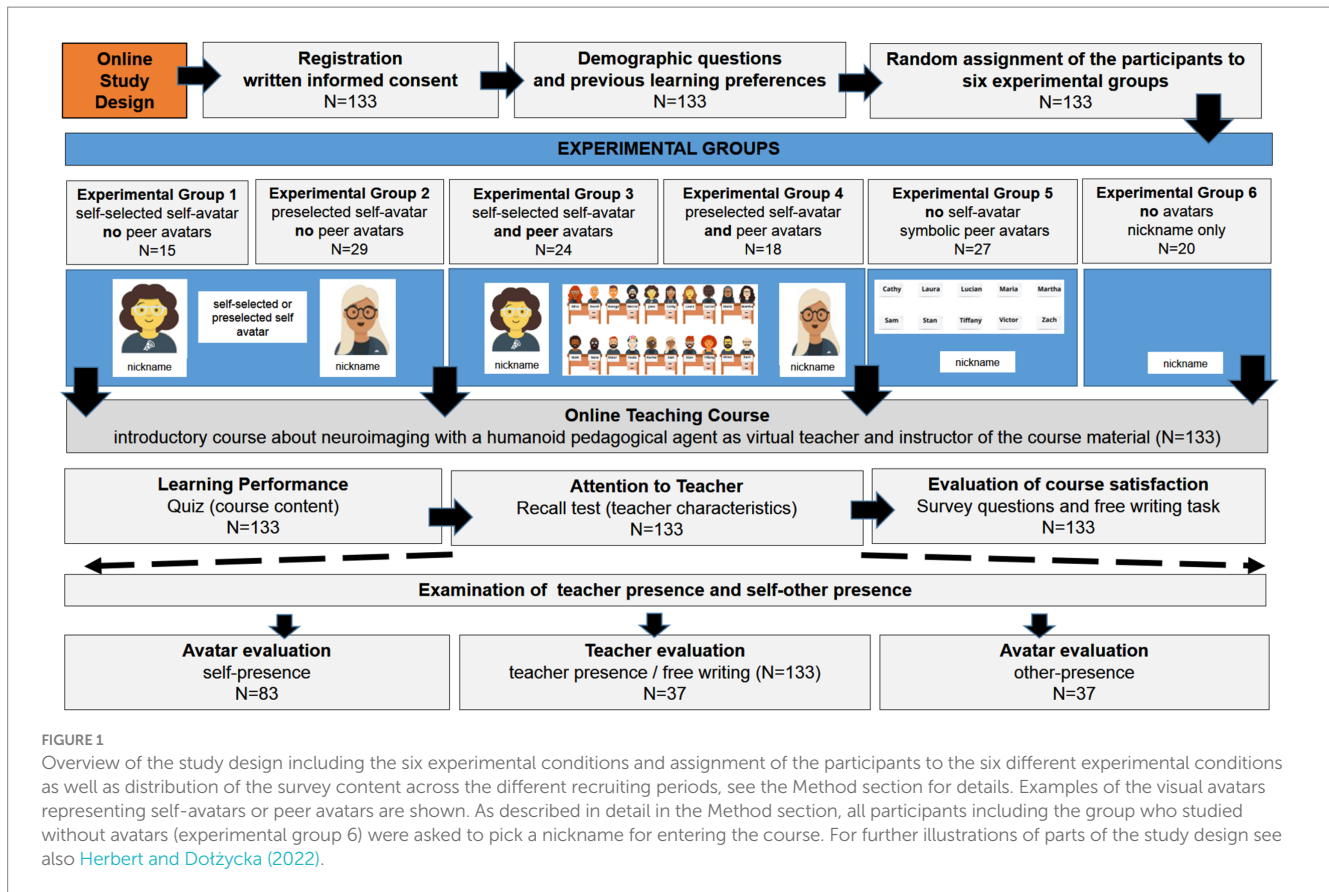 Online
Study
Design
Registration
written informed consent
N=133
Demographic questions
and previous learning preferences
N=133
Random assignment of the participants to
six experimental groups
N=133
EXPERIMENTAL GROUPS
Experimental Group 1
self-selected self-avatar
no peer avatars
N=15
Experimental Group 2
preselected self-avatar
no peer avatars
N=29
Experimental Group 3
self-selected self-avatar
and peer avatars
N=24
Experimental Group 4
preselected self-avatar
and peer avatars
N=18
Experimental Group 5
no self-avatar
symbolic peer avatars
N=27
Experimental Group 6
no avatars
nickname only
N=20
nickname
self-selected or
preselected self
avatar
nickname
nickname
nickname
Cathy Laura Lucian Maria Martha
Sam Stan Tiffany Victor Zach
nickname
nickname
Online Teaching Course
introductory course about neuroimaging with a humanoid pedagogical agent as virtual teacher and instructor of the course material (N=133)
Learning Performance
Quiz (course content)
N=133
Attention to Teacher
Recall test (teacher characteristics)
N=133
Evaluation of course satisfaction
Survey questions and free writing task
N=133
Examination of teacher presence and self-other presence
Avatar evaluation
self-presence
N=83
Teacher evaluation
teacher presence / free writing (N=133)
N=37
Avatar evaluation
other-presence
N=37
FIGURE 1
Overview of the study design including the six experimental conditions and assignment of the participants to the six different experimental conditions
as well as distribution of the survey content across the different recruiting periods, see the Method section for details. Examples of the visual avatars
representing self-avatars or peer avatars are shown. As described in detail in the Method section, all participants including the group who studied
without avatars (experimental group 6) were asked to pick a nickname for entering the course. For further illustrations of parts of the study design see
also Herbert and Dołżycka (2022).